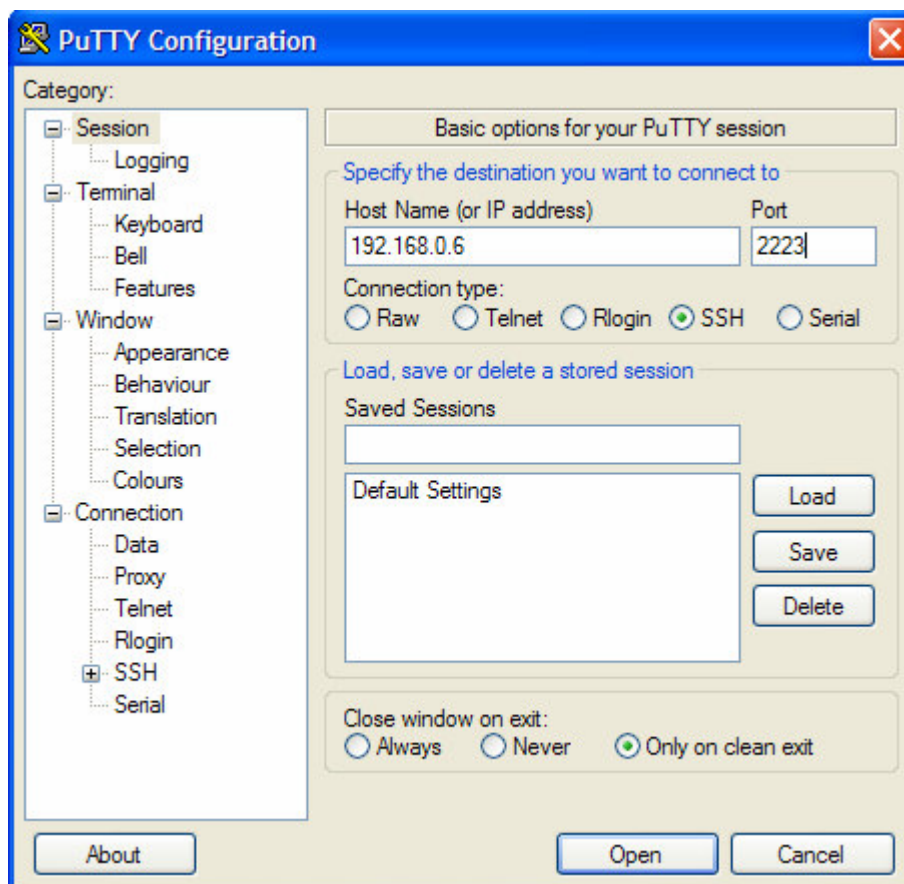 PuTTY Configuration
Category:
Session
Logging
Terminal
Keyboard
Bell
Features
Window
Appearance
Behaviour
Translation
Selection
Colours
Connection
Data
Proxy
Telnet
Rlogin
SSH
Serial
Basic options for your PuTTY session
Specify the destination you want to connect to
Host Name (or IP address) Port
192.168.0.6 2223
Connection type:
Raw Telnet Rlogin SSH Serial
Load, save or delete a stored session
Saved Sessions
Default Settings
Load
Save
Delete
Close window on exit:
Always Never Only on clean exit
About Open Cancel